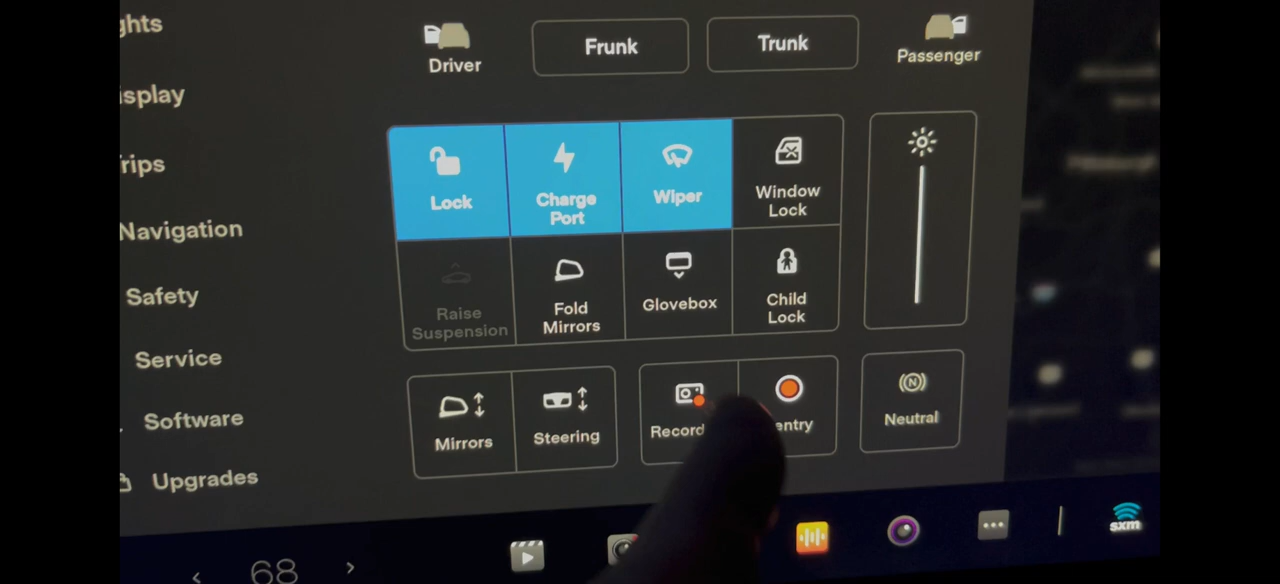 ghts
isplay
rips
Navigation
Safety
Service
Software
Upgrades
Driver
Frunk
Trunk
Passenger
Lock
Charge
Port
Wiper
Window
Lock
Raise
Suspension
Fold
Mirrors
Glovebox
Child
Lock
Mirrors
Steering
Record
entry
N
Neutral
68
sxm